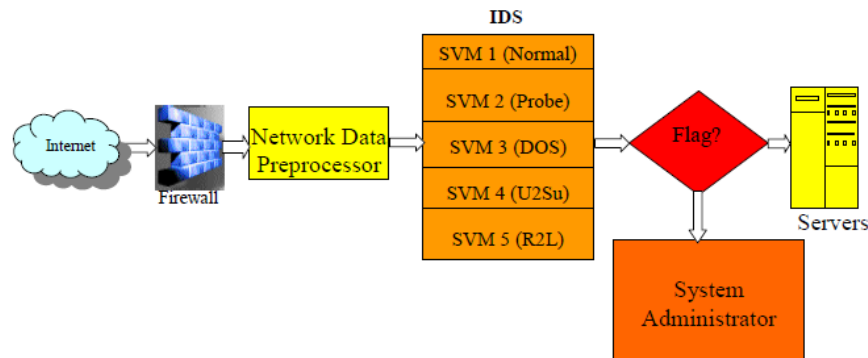 IDS
SVM 1 (Normal)
SVM 2 (Probe)
SVM 3 (DOS)
SVM 4 (U2Su)
SVM 5 (R2L)
Internet
Firewall
Network Data
Preprocessor
Flag?
Servers
System
Administrator